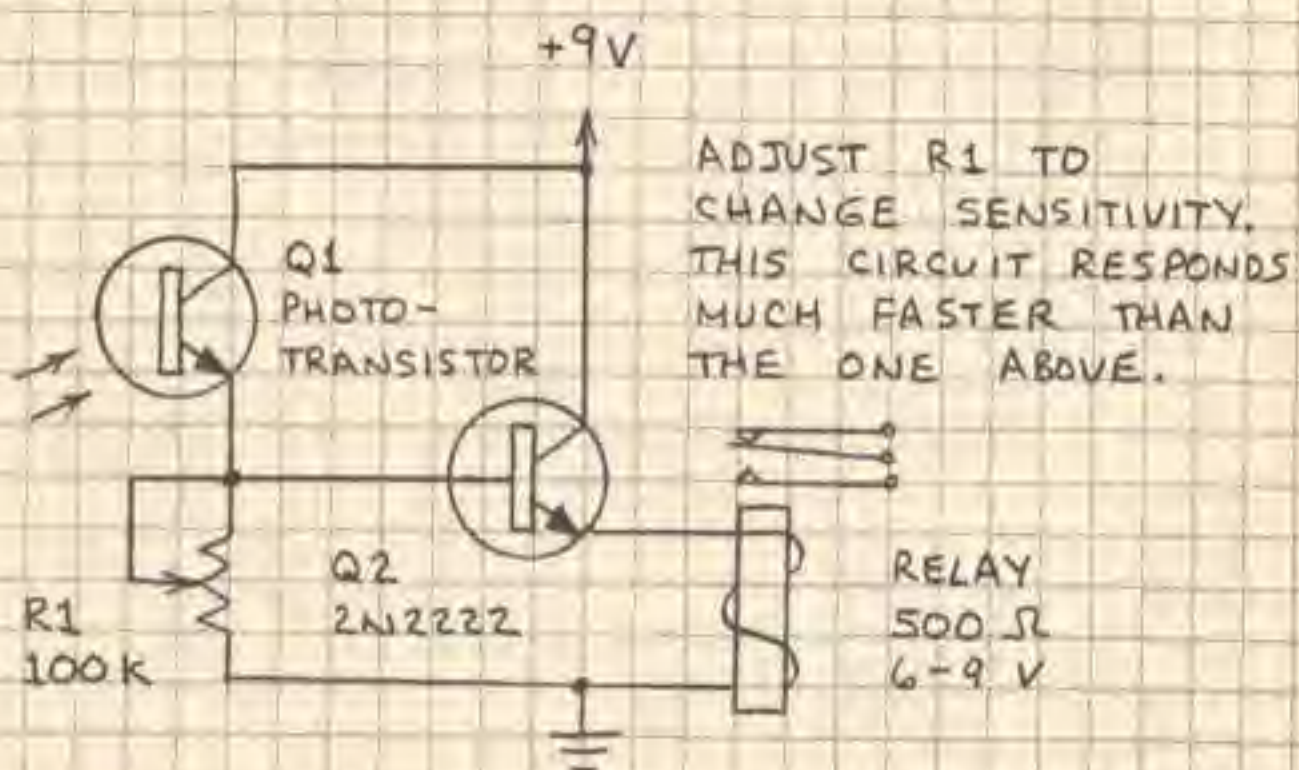 +9V
ADJUST R1 TO
CHANGE SENSITIVITY.
THIS CIRCUIT RESPONDS
MUCH FASTER THAN
THE ONE ABOVE.
Q1
PHOTO-
TRANSISTOR
Q2
2N2222
R1
100K
RELAY
500 Ω
6-9 V